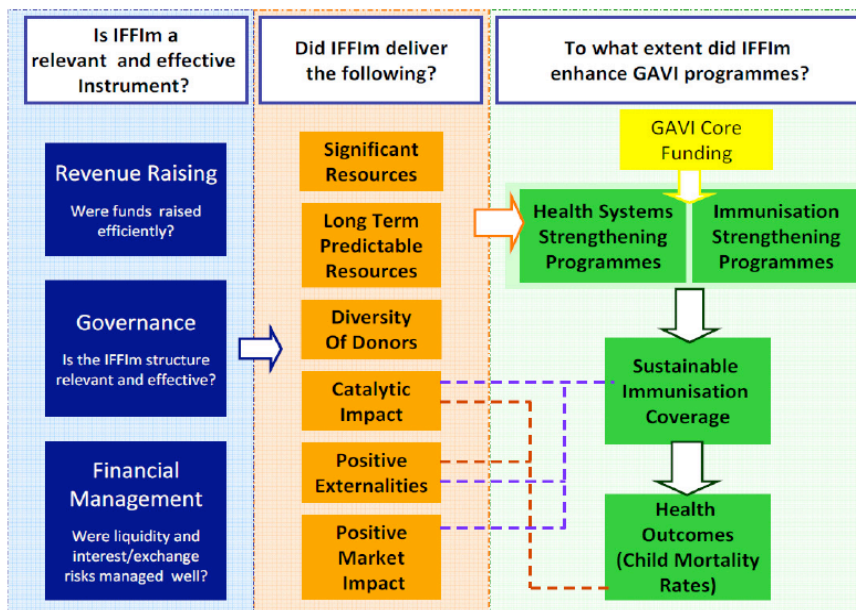 Is IFFIm a
relevant and effective
Instrument?
Did IFFIm deliver
the following?
To what extent did IFFIm
enhance GAVI programmes?
Revenue Raising
Were funds raised
efficiently?
Governance
Is the IFFIm structure
relevant and effective?
Financial
Management
Were liquidity and
interest/exchange
risks managed well?
Significant
Resources
Long Term
Predictable
Resources
Diversity
Of Donors
Catalytic
Impact
Positive
Externalities
Positive
Market
Impact
GAVI Core
Funding
Health Systems
Strengthening
Programmes
Immunisation
Strengthening
Programmes
Sustainable
Immunisation
Coverage
Health
Outcomes
(Child Mortality
Rates)